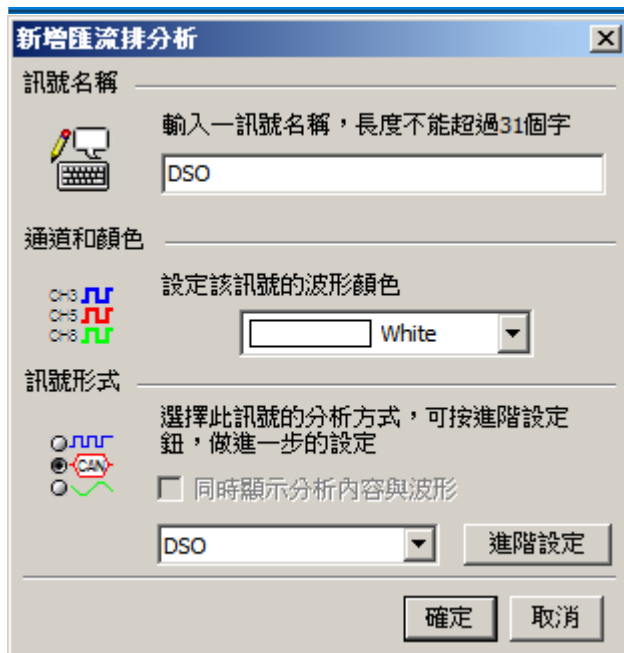 新增匯流排分析
訊號名稱
輸入一訊號名稱，長度不能超過31個字
DSO
通道和顏色
CH3
CH5
CH8
設定該訊號的波形顏色
White
訊號形式
選擇此訊號的分析方式，可按進階設定
鈕，做進一步的設定
CAN
同時顯示分析內容與波形
DSO
進階設定
確定
取消